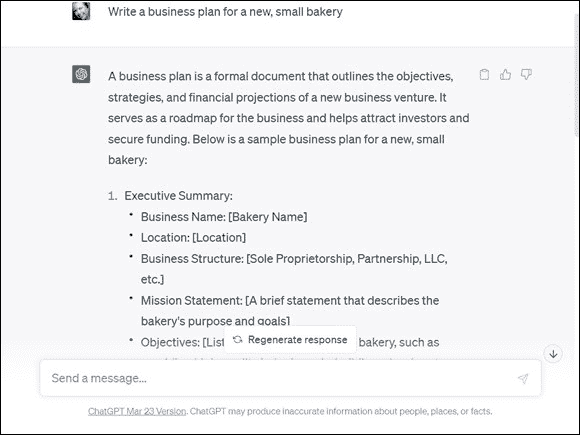 Write a business plan for a new, small bakery
A business plan is a formal document that outlines the objectives,
strategies, and financial projections of a new business venture. It
serves as a roadmap for the business and helps attract investors and
secure funding. Below is a sample business plan for a new, small
bakery:
1. Executive Summary:
• Business Name: [Bakery Name]
• Location: [Location]
• Business Structure: [Sole Proprietorship, Partnership, LLC,
etc.]
• Mission Statement: [A brief statement that describes the
bakery's purpose and goals]
• Objectives: [List bakery, such as
Regenerate response
Send a message...
ChatGPT Mar 23 Version. ChatGPT may produce inaccurate information about people, places, or facts.